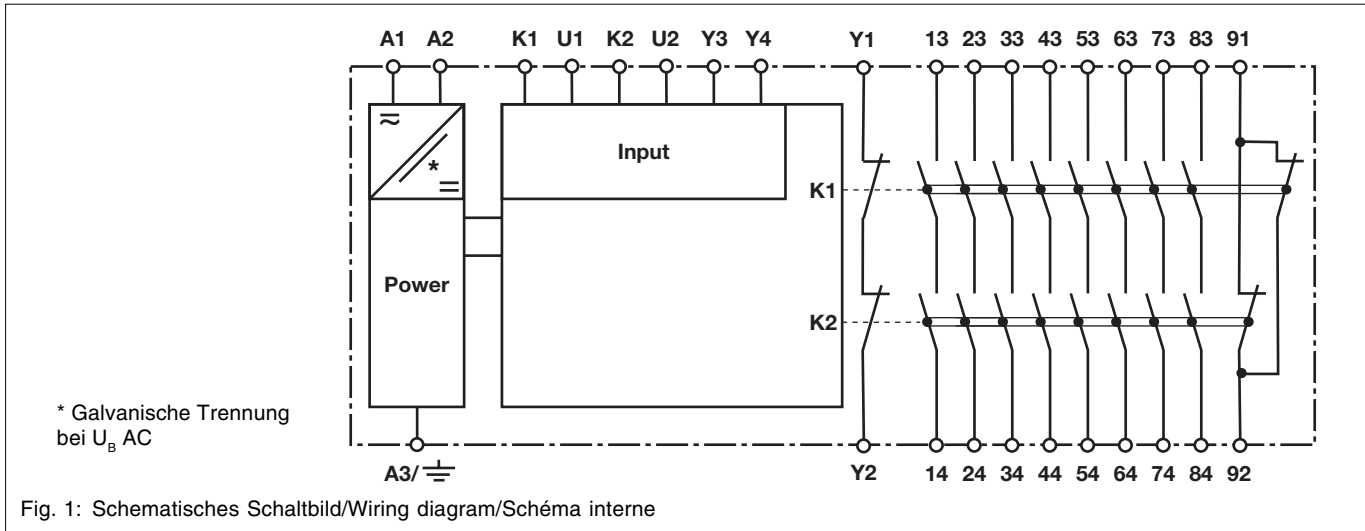 A1 A2 K1 U1 K2 U2 Y3 Y4 Y1 13 23 33 43 53 63 73 83 91
Input
*
K1
Power
K2
* Galvanische Trennung
bei U_B AC
A3/ Y2 14 24 34 44 54 64 74 84 92
Fig. 1: Schematisches Schaltbild/Wiring diagram/Schéma interne